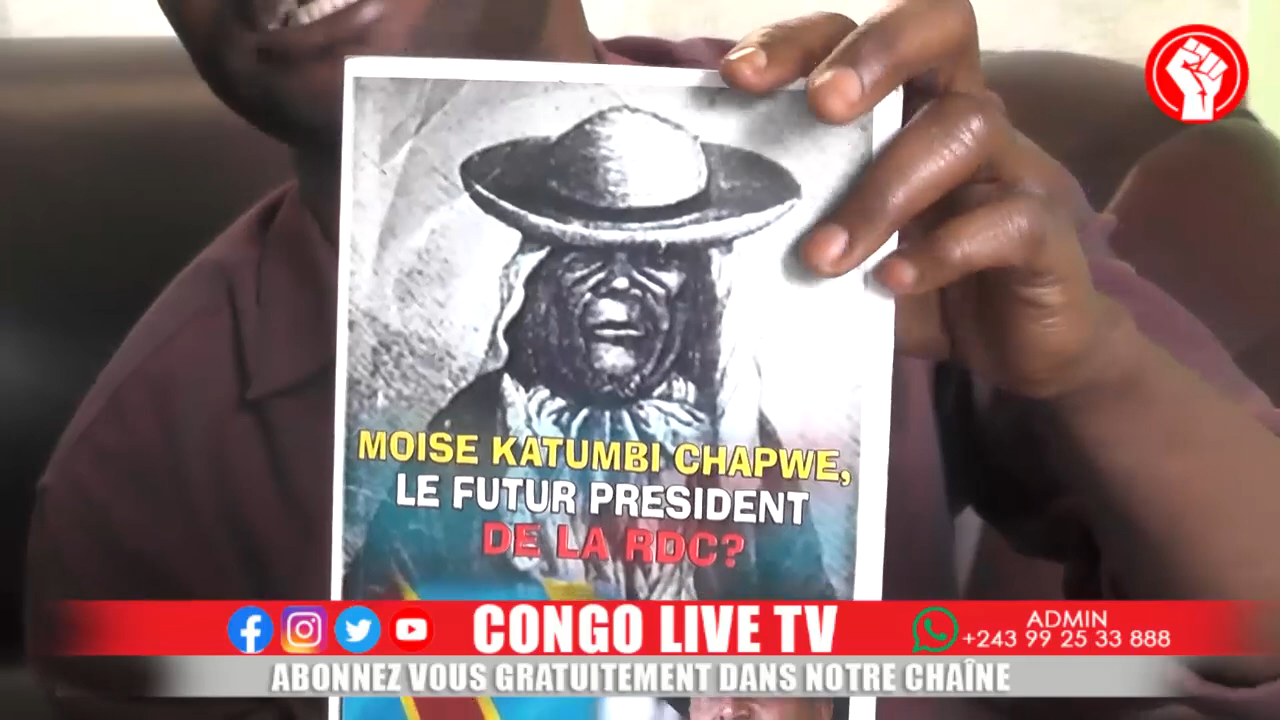 MOISE KATUMBI CHAPWE,
LE FUTUR PRESIDENT
DE LA RDC?
CONGO LIVE TV
ADMIN
+243 99 25 33 888
ABONNEZ VOUS GRATUITEMENT DANS NOTRE CHAÎNE